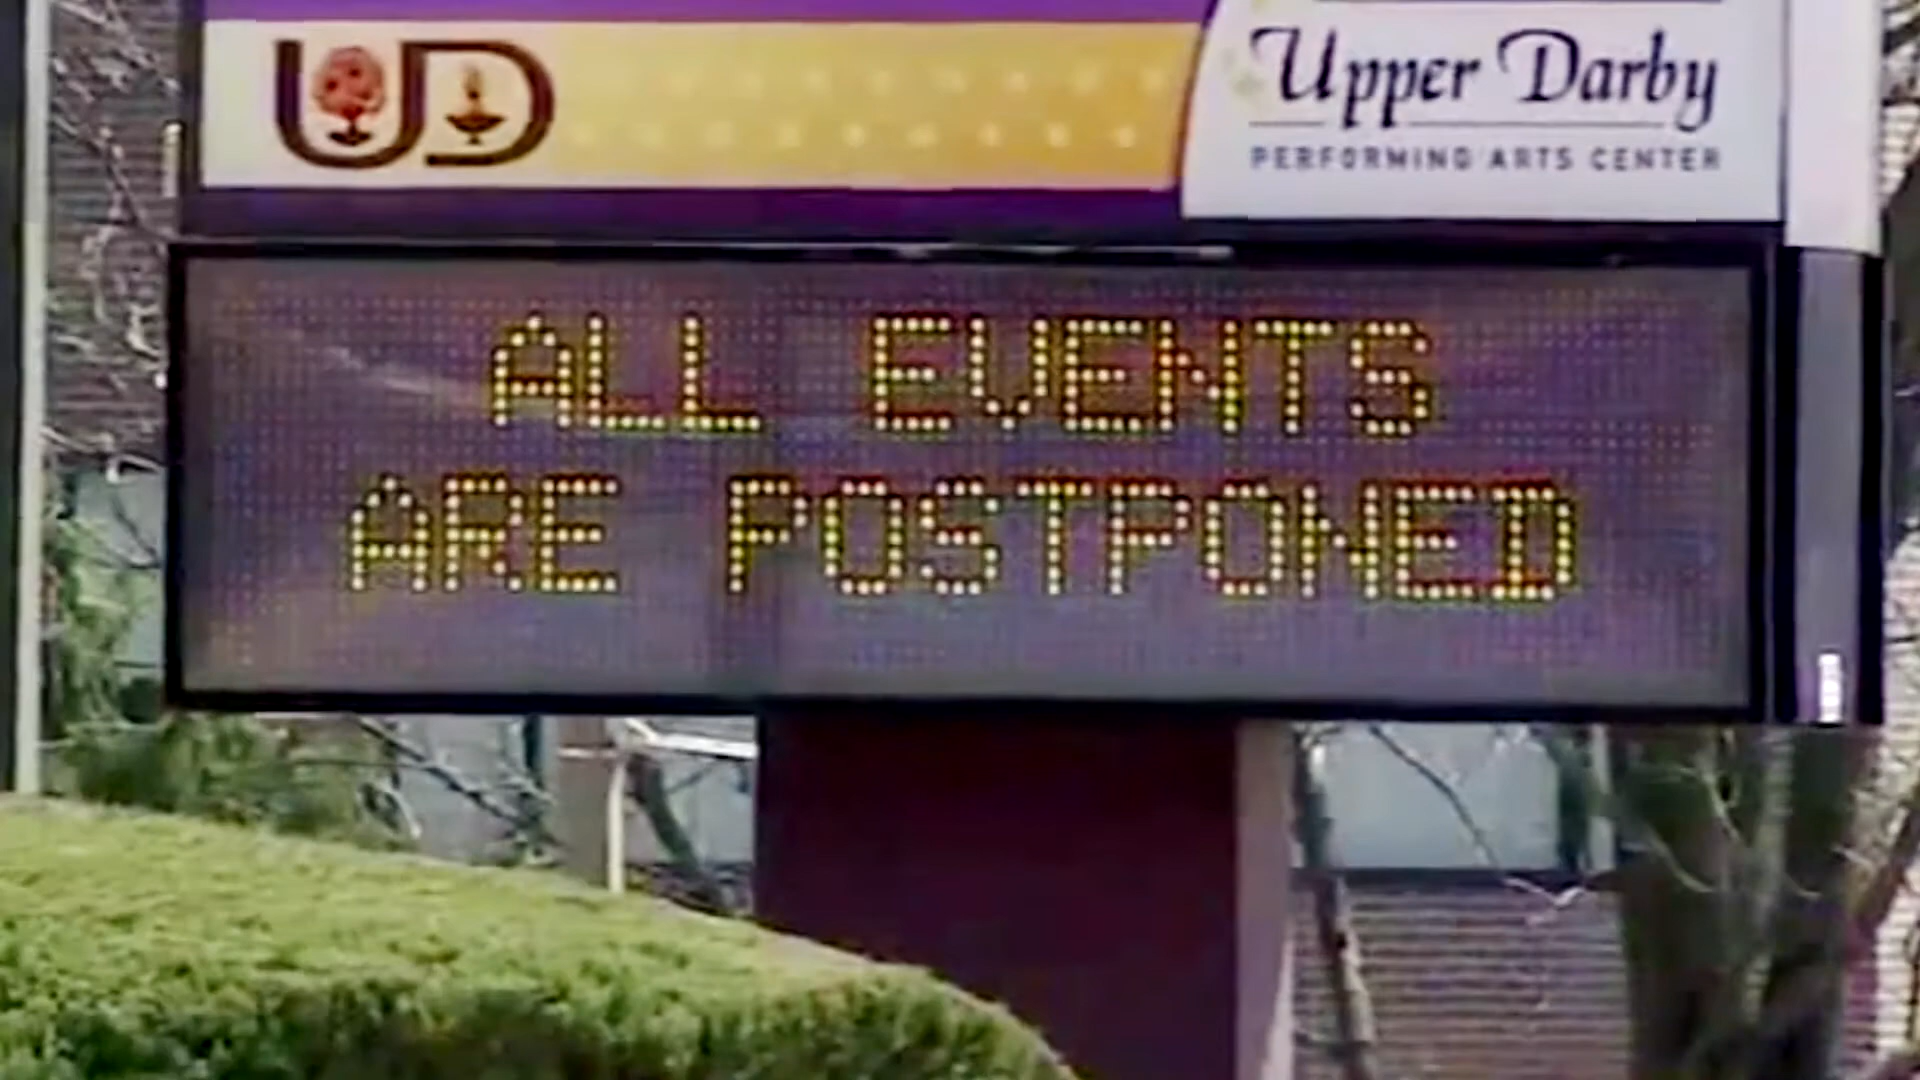 UD
Upper Darby
PERFORMING ARTS CENTER
ALL EVENTS
ARE POSTPONED